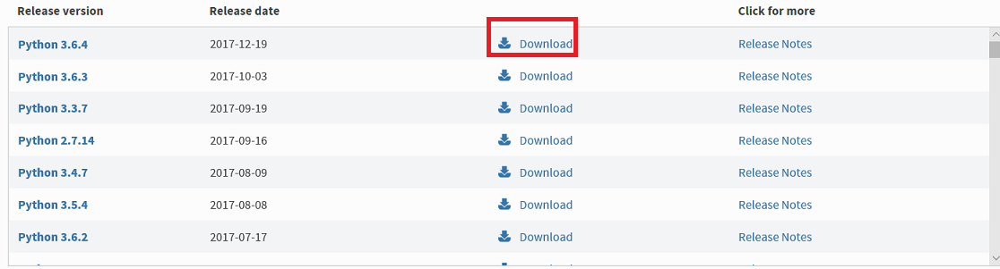 Release version Release date Click for more
Python 3.6.4 2017-12-19 Download Release Notes
Python 3.6.3 2017-10-03 Download Release Notes
Python 3.3.7 2017-09-19 Download Release Notes
Python 2.7.14 2017-09-16 Download Release Notes
Python 3.4.7 2017-08-09 Download Release Notes
Python 3.5.4 2017-08-08 Download Release Notes
Python 3.6.2 2017-07-17 Download Release Notes